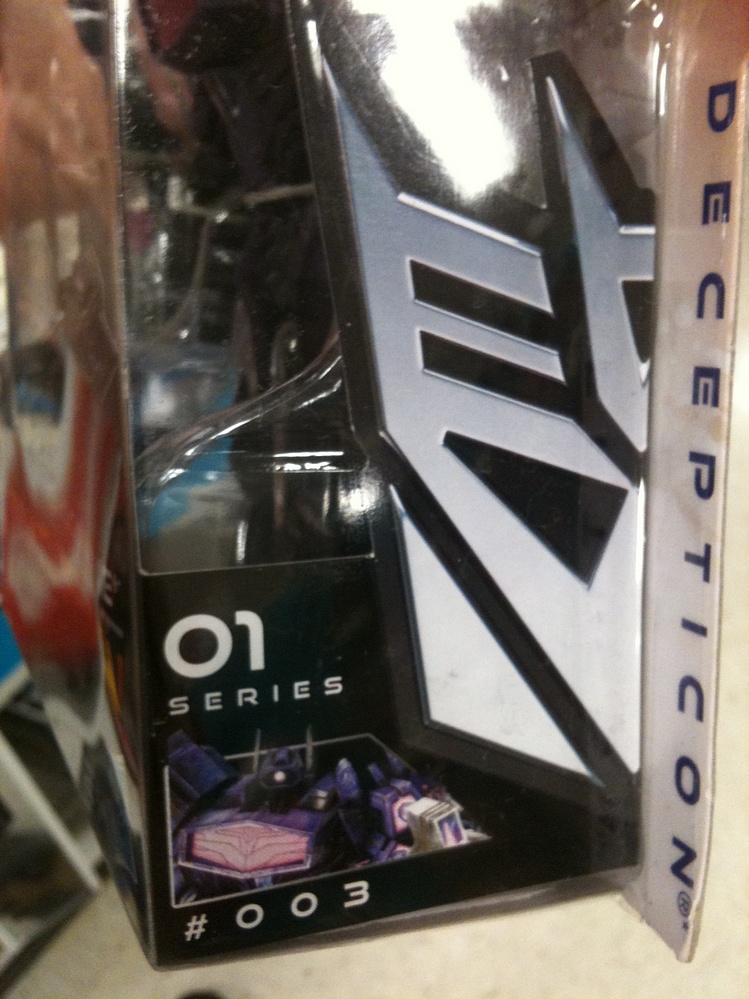 DECEPTICON®
01
SERIES
#003